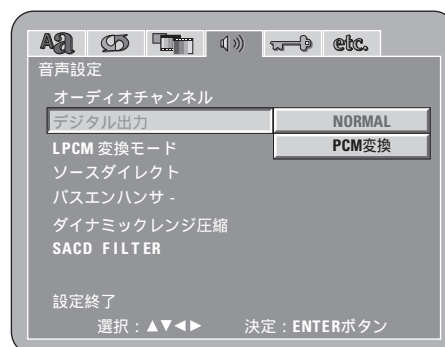 Aあ etc.
音声設定
オーディオチャンネル
デジタル出力 NORMAL
LPCM 変換モード PCM変換
ソースダイレクト
バスエンハンサ -
ダイナミックレンジ圧縮
SACD FILTER
設定終了
選択：▲▼◀▶ 決定：ENTERボタン